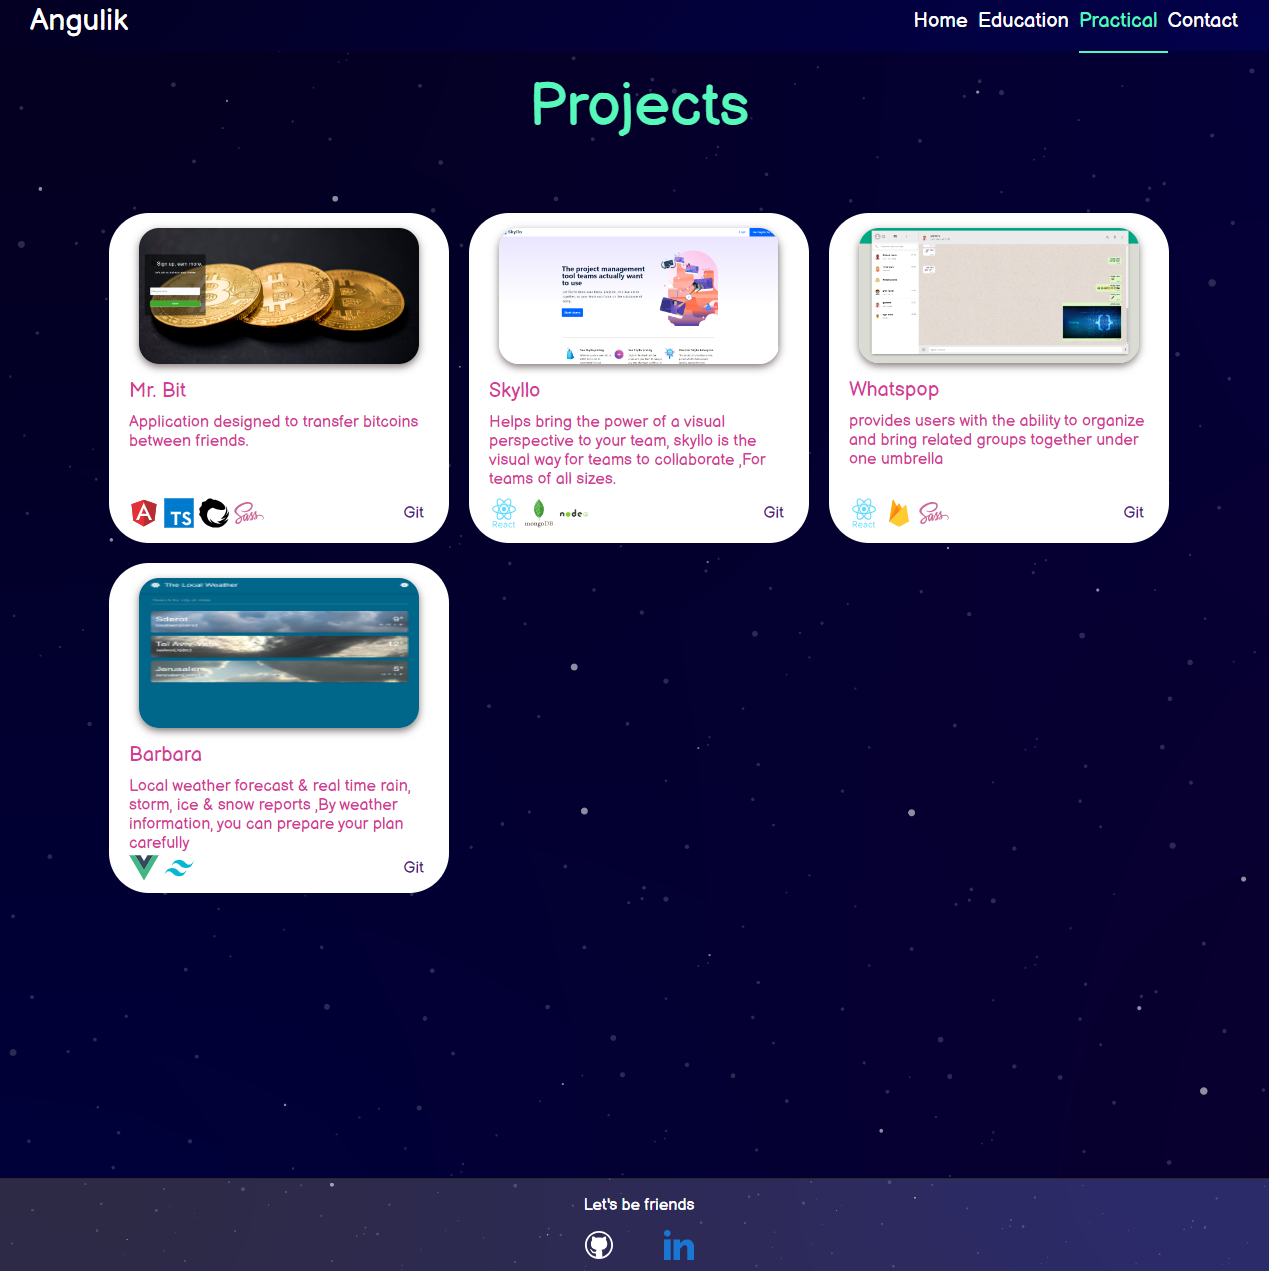 Angulik
Home Education Practical Contact
Projects
Sign up, earn more.
Skyllo
The project management
tool teams actually want
to use
Mr. Bit
Application designed to transfer bitcoins
between friends.
TS
Sass
Git
Skyllo
Helps bring the power of a visual
perspective to your team, skyllo is the
visual way for teams to collaborate ,For
teams of all sizes.
React
mongoDB
node
Git
Whatspop
provides users with the ability to organize
and bring related groups together under
one umbrella
React
Sass
Git
The Local Weather
Sderot
9°
Tel Aviv
12°
Jerusalem
5°
Barbara
Local weather forecast & real time rain,
storm, ice & snow reports ,By weather
information, you can prepare your plan
carefully
Git
Let's be friends
in